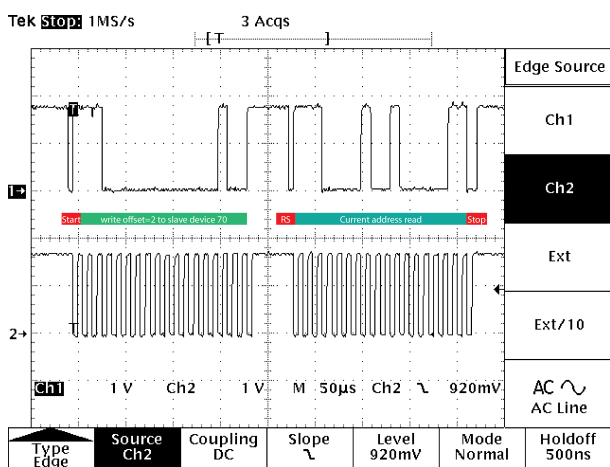 Tek Stop: 1MS/s 3 Acqs
[ T ]
Edge Source
T T
Ch1
1→ Ch2
Start write offset=2 to slave device 70 RS Current address read Stop
Ext
T
2→ Ext/10
Ch1 1 V Ch2 1 V M 50µs Ch2 920mV
AC
AC Line
Type Edge
Source Ch2
Coupling DC
Slope
Level 920mV
Mode Normal
Holdoff 500ns